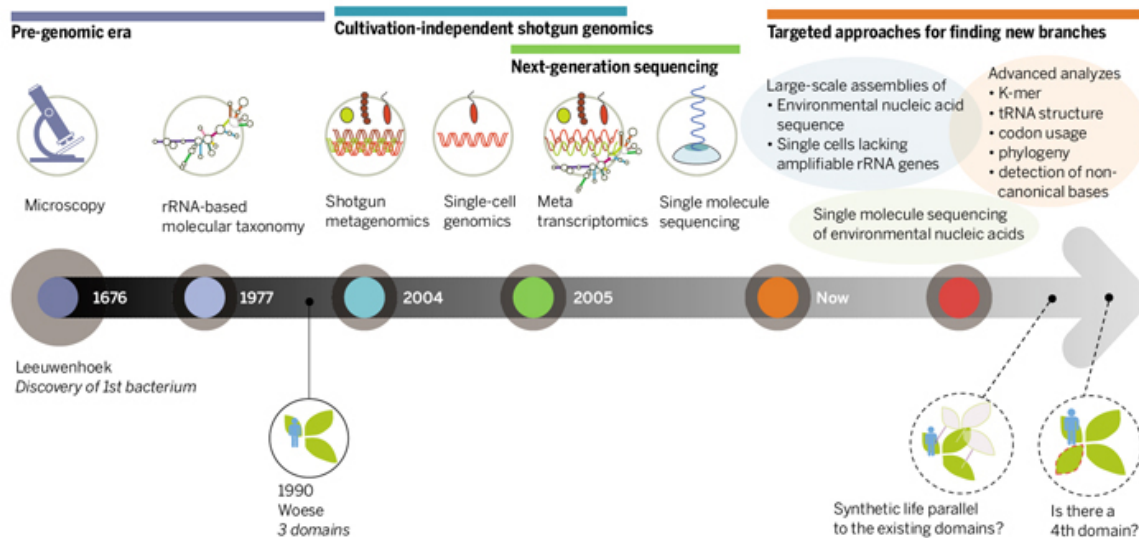 Pre-genomic era
Cultivation-independent shotgun genomics
Next-generation sequencing
Targeted approaches for finding new branches
Microscopy
rRNA-based
molecular taxonomy
Shotgun
metagenomics
Single-cell
genomics
Meta
transcriptomics
Single molecule
sequencing
Large-scale assemblies of
• Environmental nucleic acid
sequence
• Single cells lacking
amplifiable rRNA genes
Advanced analyzes
• K-mer
• tRNA structure
• codon usage
• phylogeny
• detection of non-
canonical bases
Single molecule sequencing
of environmental nucleic acids
1676
1977
2004
2005
Now
Leeuwenhoek
Discovery of 1st bacterium
1990
Woese
3 domains
Synthetic life parallel
to the existing domains?
Is there a
4th domain?